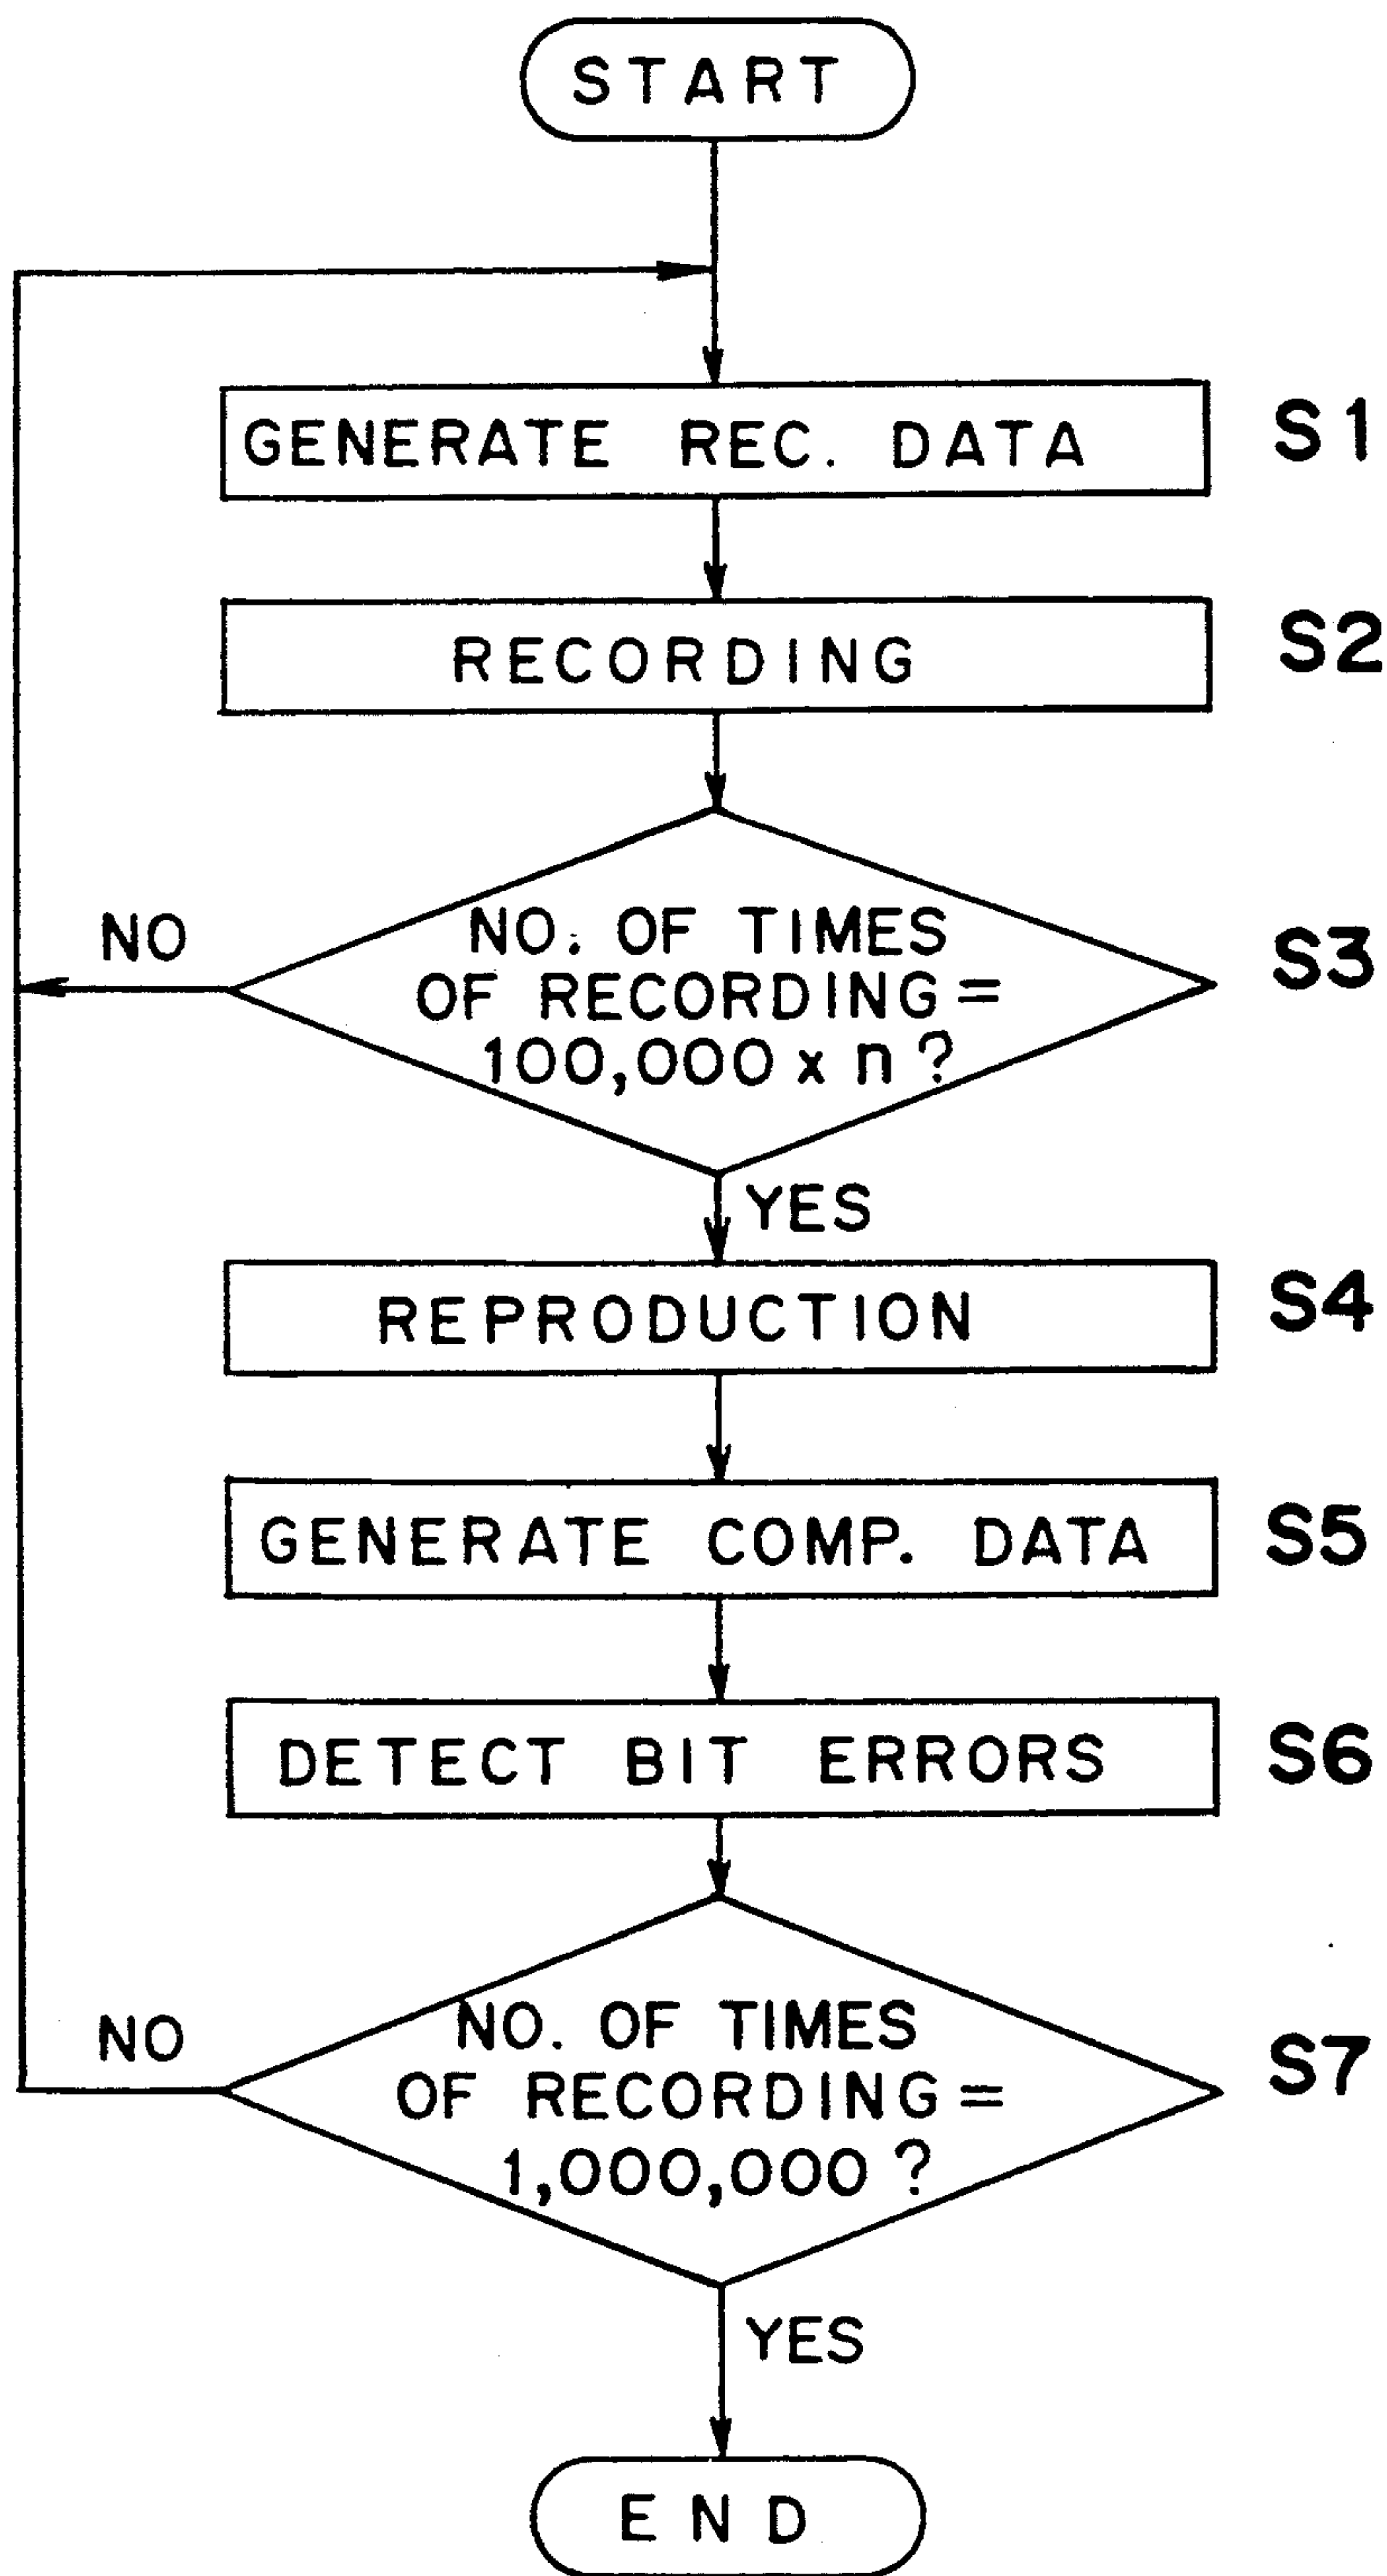 START
GENERATE REC. DATA
S1
RECORDING
S2
NO. OF TIMES
OF RECORDING =
100,000 x n ?
S3
NO
YES
REPRODUCTION
S4
GENERATE COMP. DATA
S5
DETECT BIT ERRORS
S6
NO. OF TIMES
OF RECORDING =
1,000,000 ?
S7
NO
YES
END